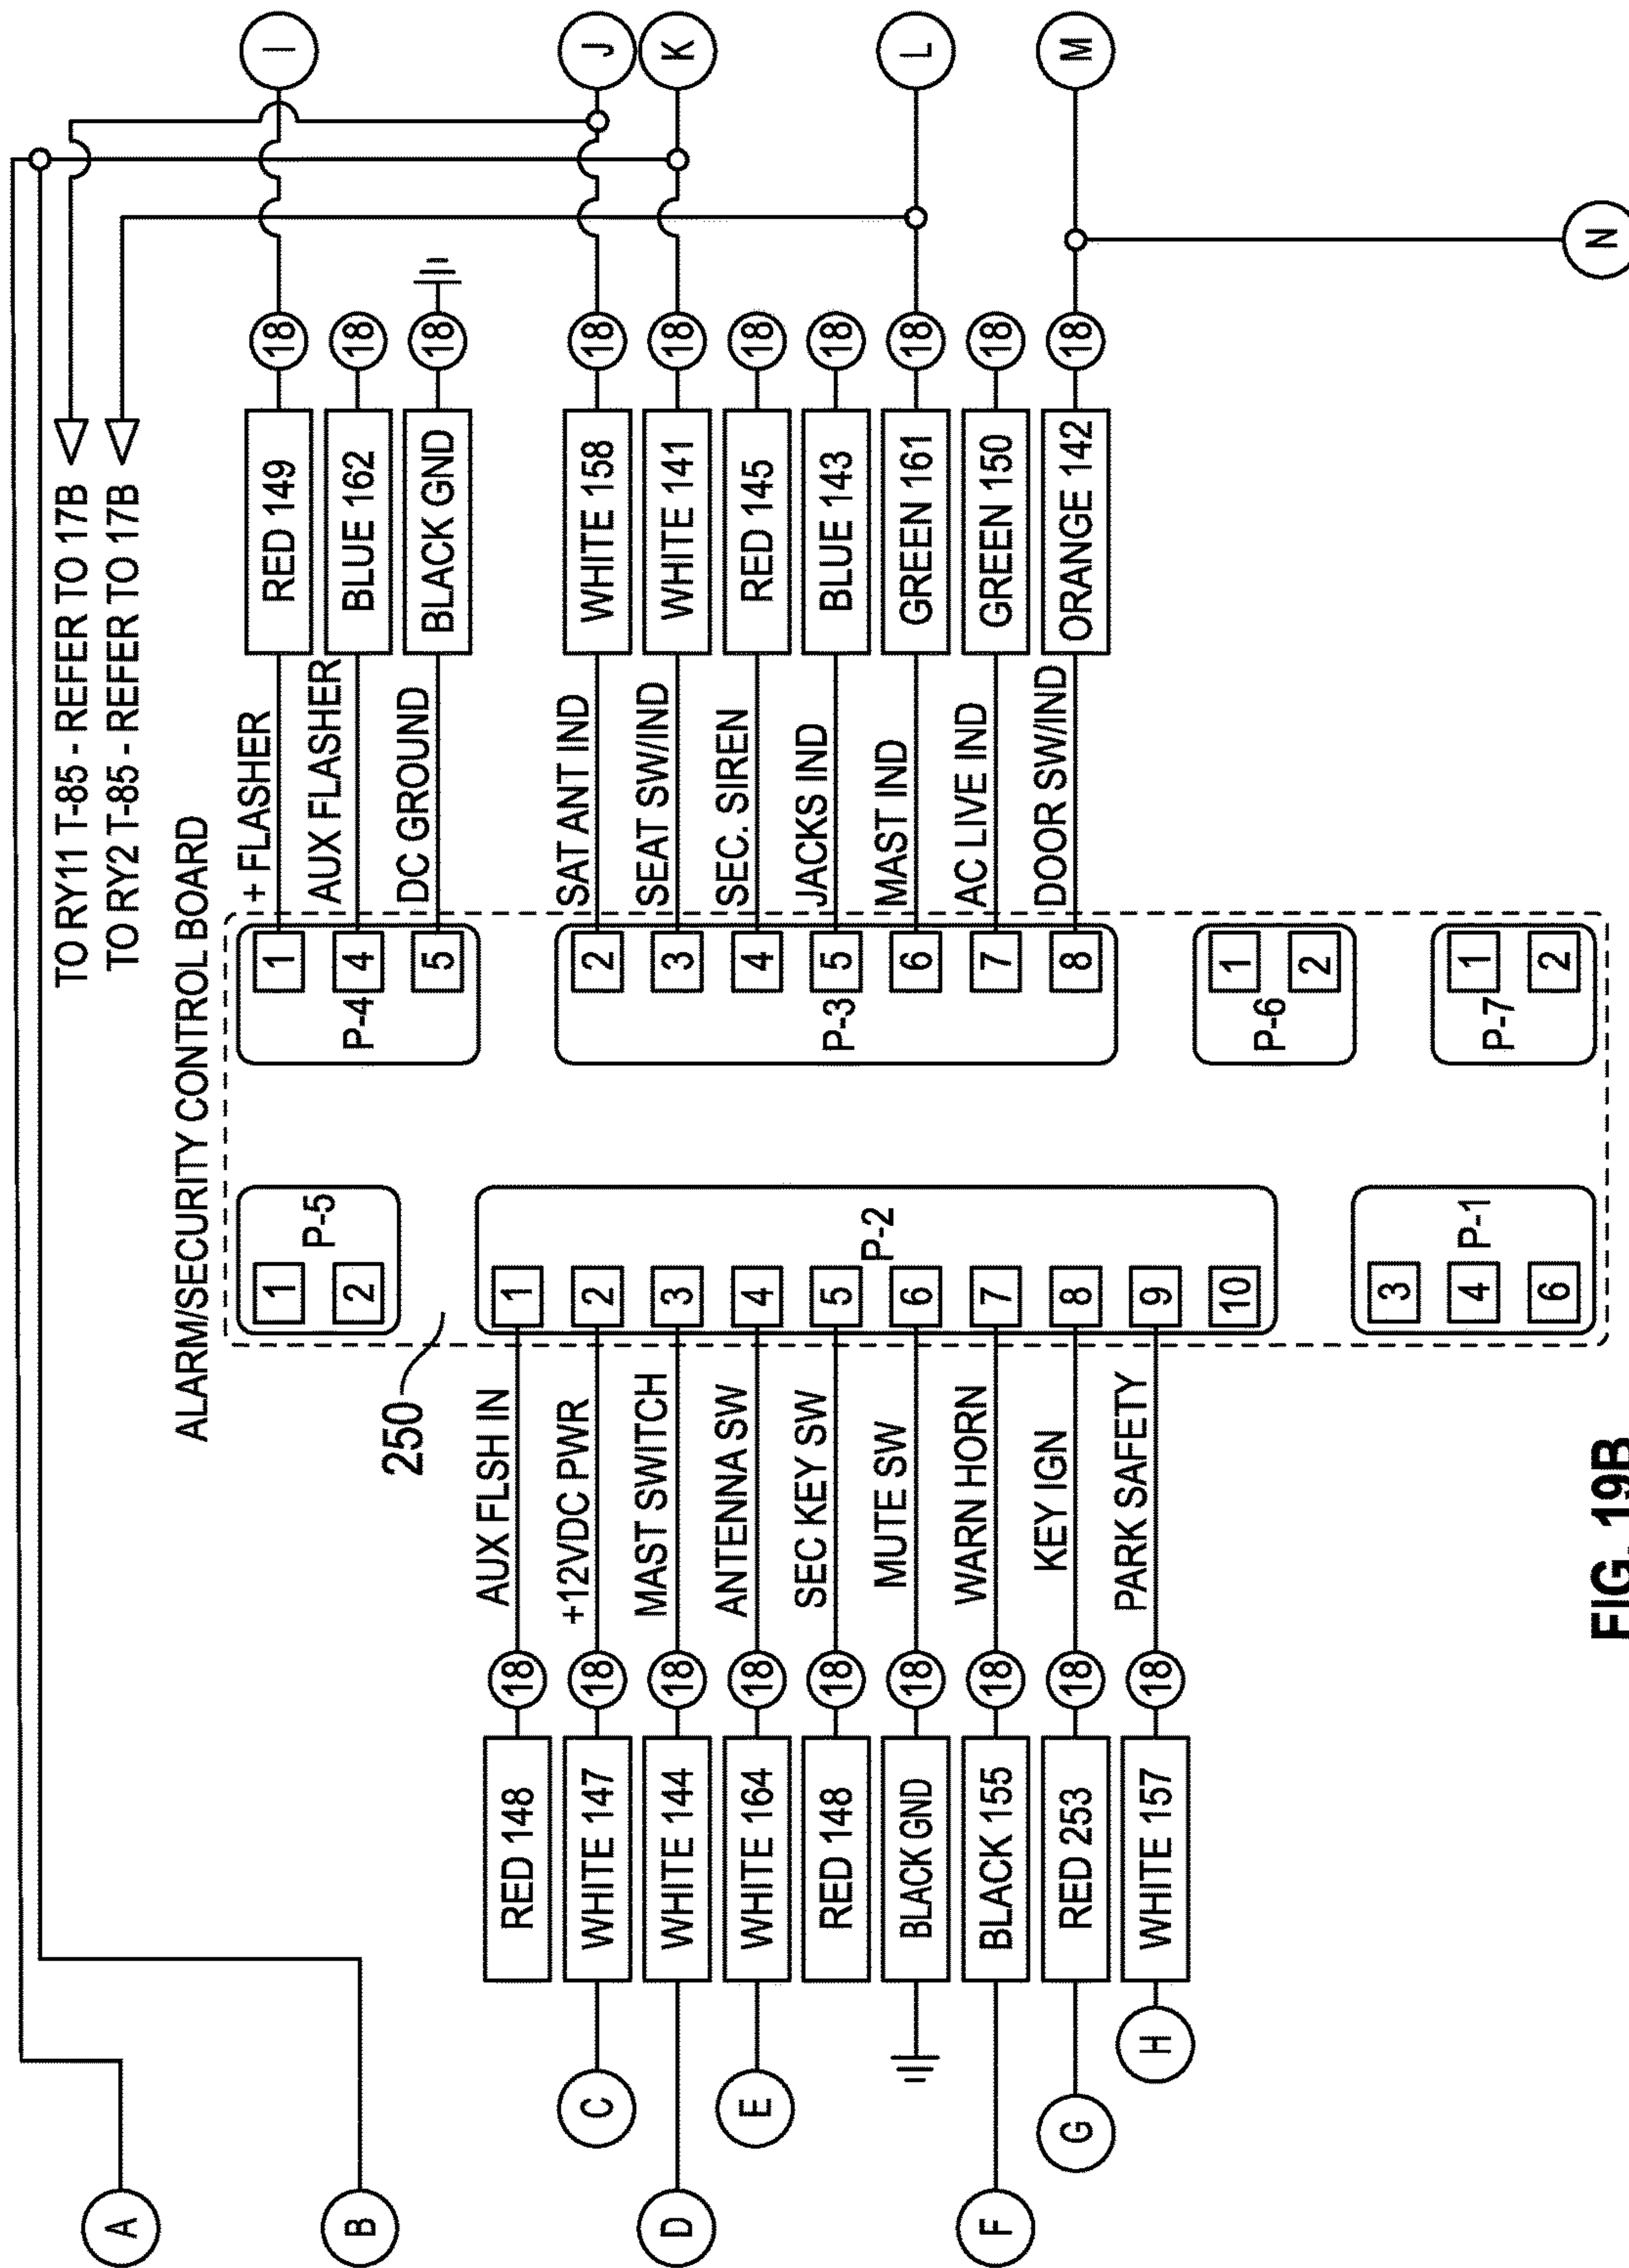 TO RY11 T-85 - REFER TO 17B
TO RY2 T-85 - REFER TO 17B
ALARM/SECURITY CONTROL BOARD
250
A
B
C
D
E
F
G
H
I
J
K
L
M
N
P-5
1
2
P-2
RED 148 18 AUX FLSH IN 1
WHITE 147 18 +12VDC PWR 2
WHITE 144 18 MAST SWITCH 3
WHITE 164 18 ANTENNA SW 4
RED 148 18 SEC KEY SW 5
BLACK GND 18 MUTE SW 6
BLACK 155 18 WARN HORN 7
RED 253 18 KEY IGN 8
WHITE 157 18 PARK SAFETY 9
10
P-1
3
4
6
P-4
1 + FLASHER RED 149 18
4 AUX FLASHER BLUE 162 18
5 DC GROUND BLACK GND 18
P-3
2 SAT ANT IND WHITE 158 18
3 SEAT SW/IND WHITE 141 18
4 SEC. SIREN RED 145 18
5 JACKS IND BLUE 143 18
6 MAST IND GREEN 161 18
7 AC LIVE IND GREEN 150 18
8 DOOR SW/IND ORANGE 142 18
P-6
1
2
P-7
1
2
FIG. 19B